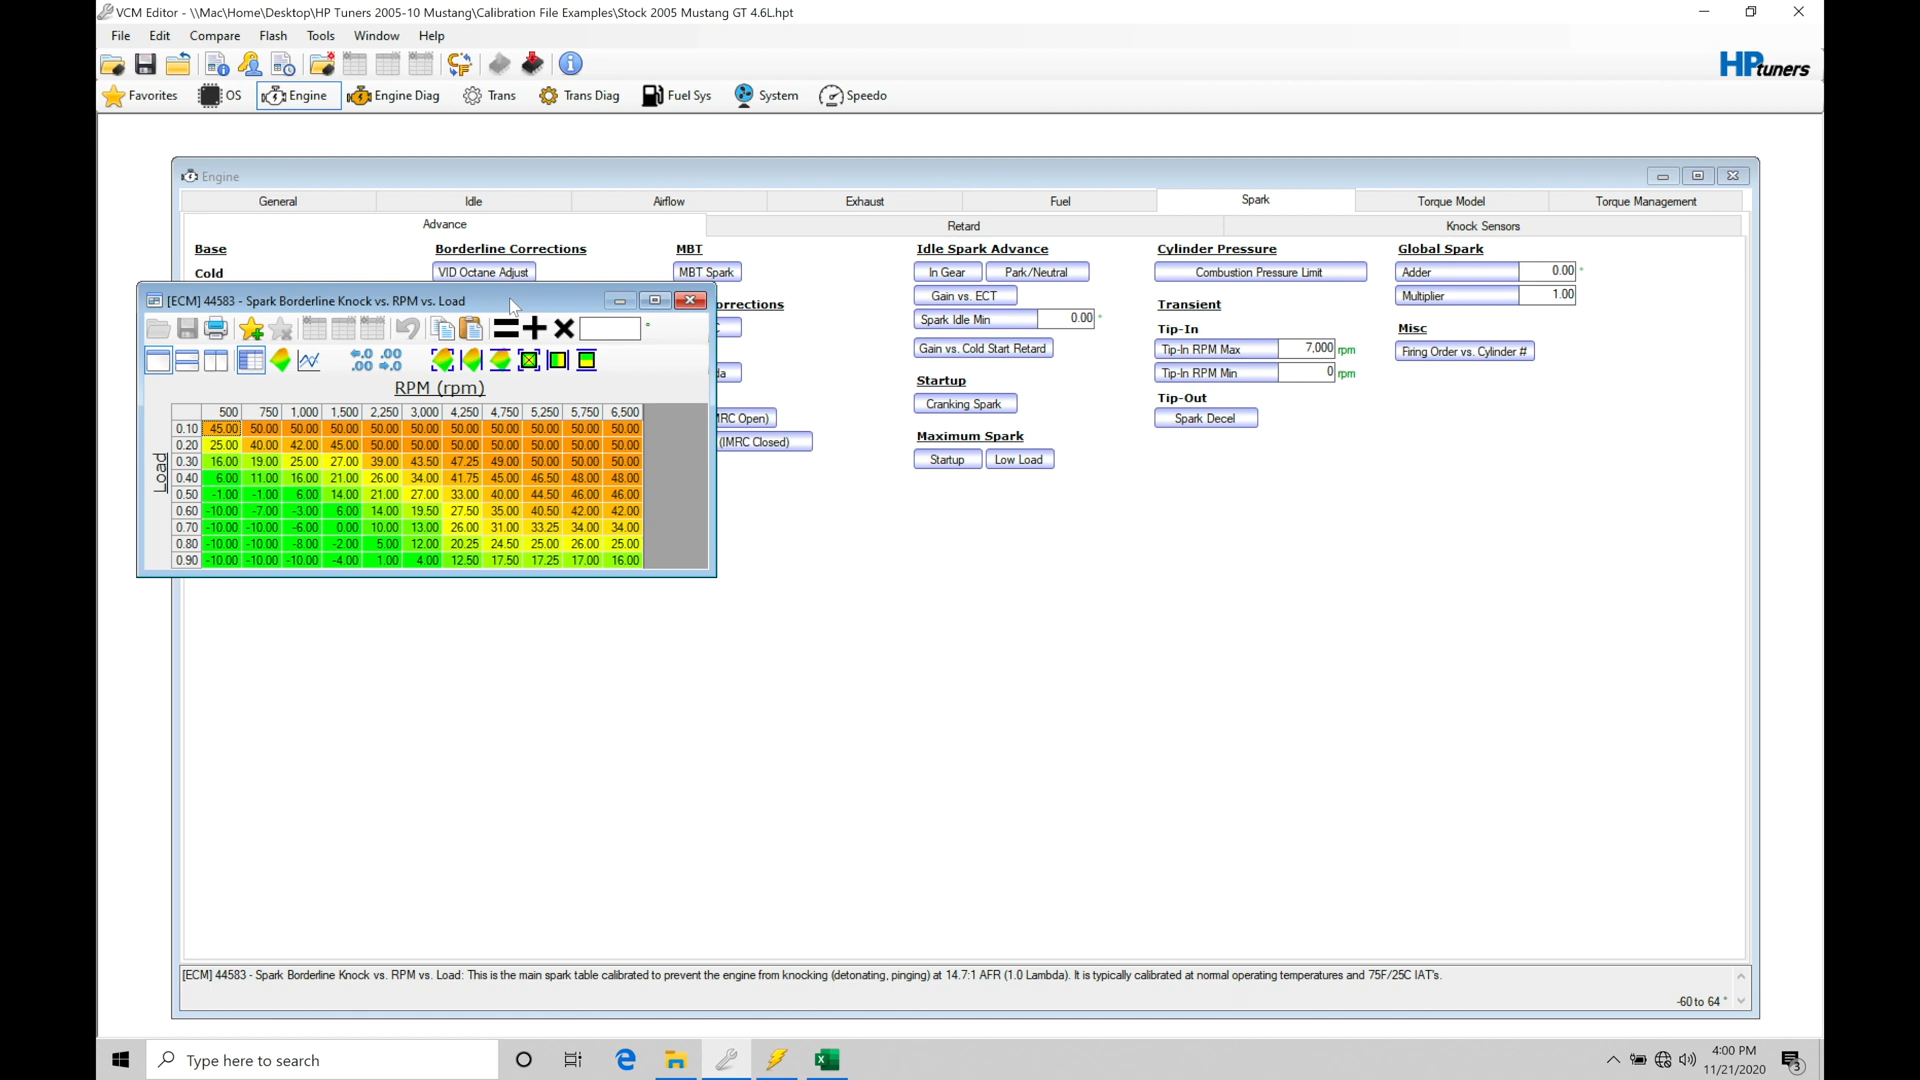 VCM Editor - \\Mac\Home\Desktop\HP Tuners 2005-10 Mustang\Calibration File Examples\Stock 2005 Mustang GT 4.6L.hpt
File Edit Compare Flash Tools Window Help
HP tuners
Favorites OS Engine Engine Diag Trans Trans Diag Fuel Sys System Speedo
Engine
General Idle Airflow Exhaust Fuel Spark Torque Model Torque Management
Advance Retard Knock Sensors
Base Borderline Corrections MBT Idle Spark Advance Cylinder Pressure Global Spark
Cold VID Octane Adjust MBT Spark In Gear Park/Neutral Combustion Pressure Limit Adder 0.00 °
Gain vs. ECT Multiplier 1.00
[ECM] 44583 - Spark Borderline Knock vs. RPM vs. Load
orrections Transient
Spark Idle Min 0.00 ° Tip-In Misc
Gain vs. Cold Start Retard Tip-In RPM Max 7,000 rpm Firing Order vs. Cylinder #
Startup Tip-In RPM Min 0 rpm
Cranking Spark Tip-Out
RC Open) Spark Decel
Maximum Spark
(IMRC Closed)
Startup Low Load
RPM (rpm)
Load
500 750 1,000 1,500 2,250 3,000 4,250 4,750 5,250 5,750 6,500
0.10 45.00 50.00 50.00 50.00 50.00 50.00 50.00 50.00 50.00 50.00 50.00
0.20 25.00 40.00 42.00 45.00 50.00 50.00 50.00 50.00 50.00 50.00 50.00
0.30 16.00 19.00 25.00 27.00 39.00 43.50 47.25 49.00 50.00 50.00 50.00
0.40 6.00 11.00 16.00 21.00 26.00 34.00 41.75 45.00 46.50 48.00 48.00
0.50 -1.00 -1.00 6.00 14.00 21.00 27.00 33.00 40.00 44.50 46.00 46.00
0.60 -10.00 -7.00 -3.00 6.00 14.00 19.50 27.50 35.00 40.50 42.00 42.00
0.70 -10.00 -10.00 -6.00 0.00 10.00 13.00 26.00 31.00 33.25 34.00 34.00
0.80 -10.00 -10.00 -8.00 -2.00 5.00 12.00 20.25 24.50 25.00 26.00 25.00
0.90 -10.00 -10.00 -10.00 -4.00 1.00 4.00 12.50 17.50 17.25 17.00 16.00
[ECM] 44583 - Spark Borderline Knock vs. RPM vs. Load: This is the main spark table calibrated to prevent the engine from knocking (detonating, pinging) at 14.7:1 AFR (1.0 Lambda). It is typically calibrated at normal operating temperatures and 75F/25C IAT's.
-60 to 64 °
Type here to search
4:00 PM
11/21/2020
3